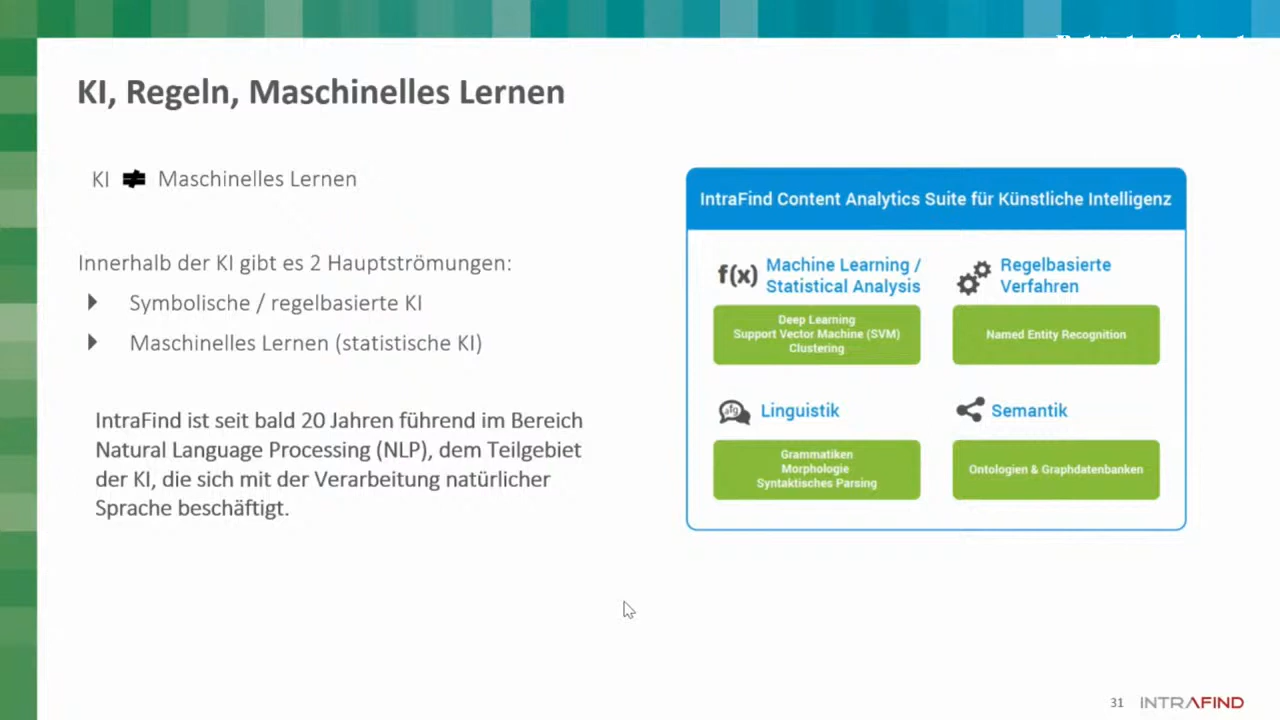 KI, Regeln, Maschinelles Lernen
KI ≠ Maschinelles Lernen
Innerhalb der KI gibt es 2 Hauptströmungen:
Symbolische / regelbasierte KI
Maschinelles Lernen (statistische KI)
IntraFind ist seit bald 20 Jahren führend im Bereich
Natural Language Processing (NLP), dem Teilgebiet
der KI, die sich mit der Verarbeitung natürlicher
Sprache beschäftigt.
IntraFind Content Analytics Suite für Künstliche Intelligenz
f(x) Machine Learning /
Statistical Analysis
Deep Learning
Support Vector Machine (SVM)
Clustering
Regelbasierte
Verfahren
Named Entity Recognition
Linguistik
Grammatiken
Morphologie
Syntaktisches Parsing
Semantik
Ontologien & Graphdatenbanken
31 INTRAFIND